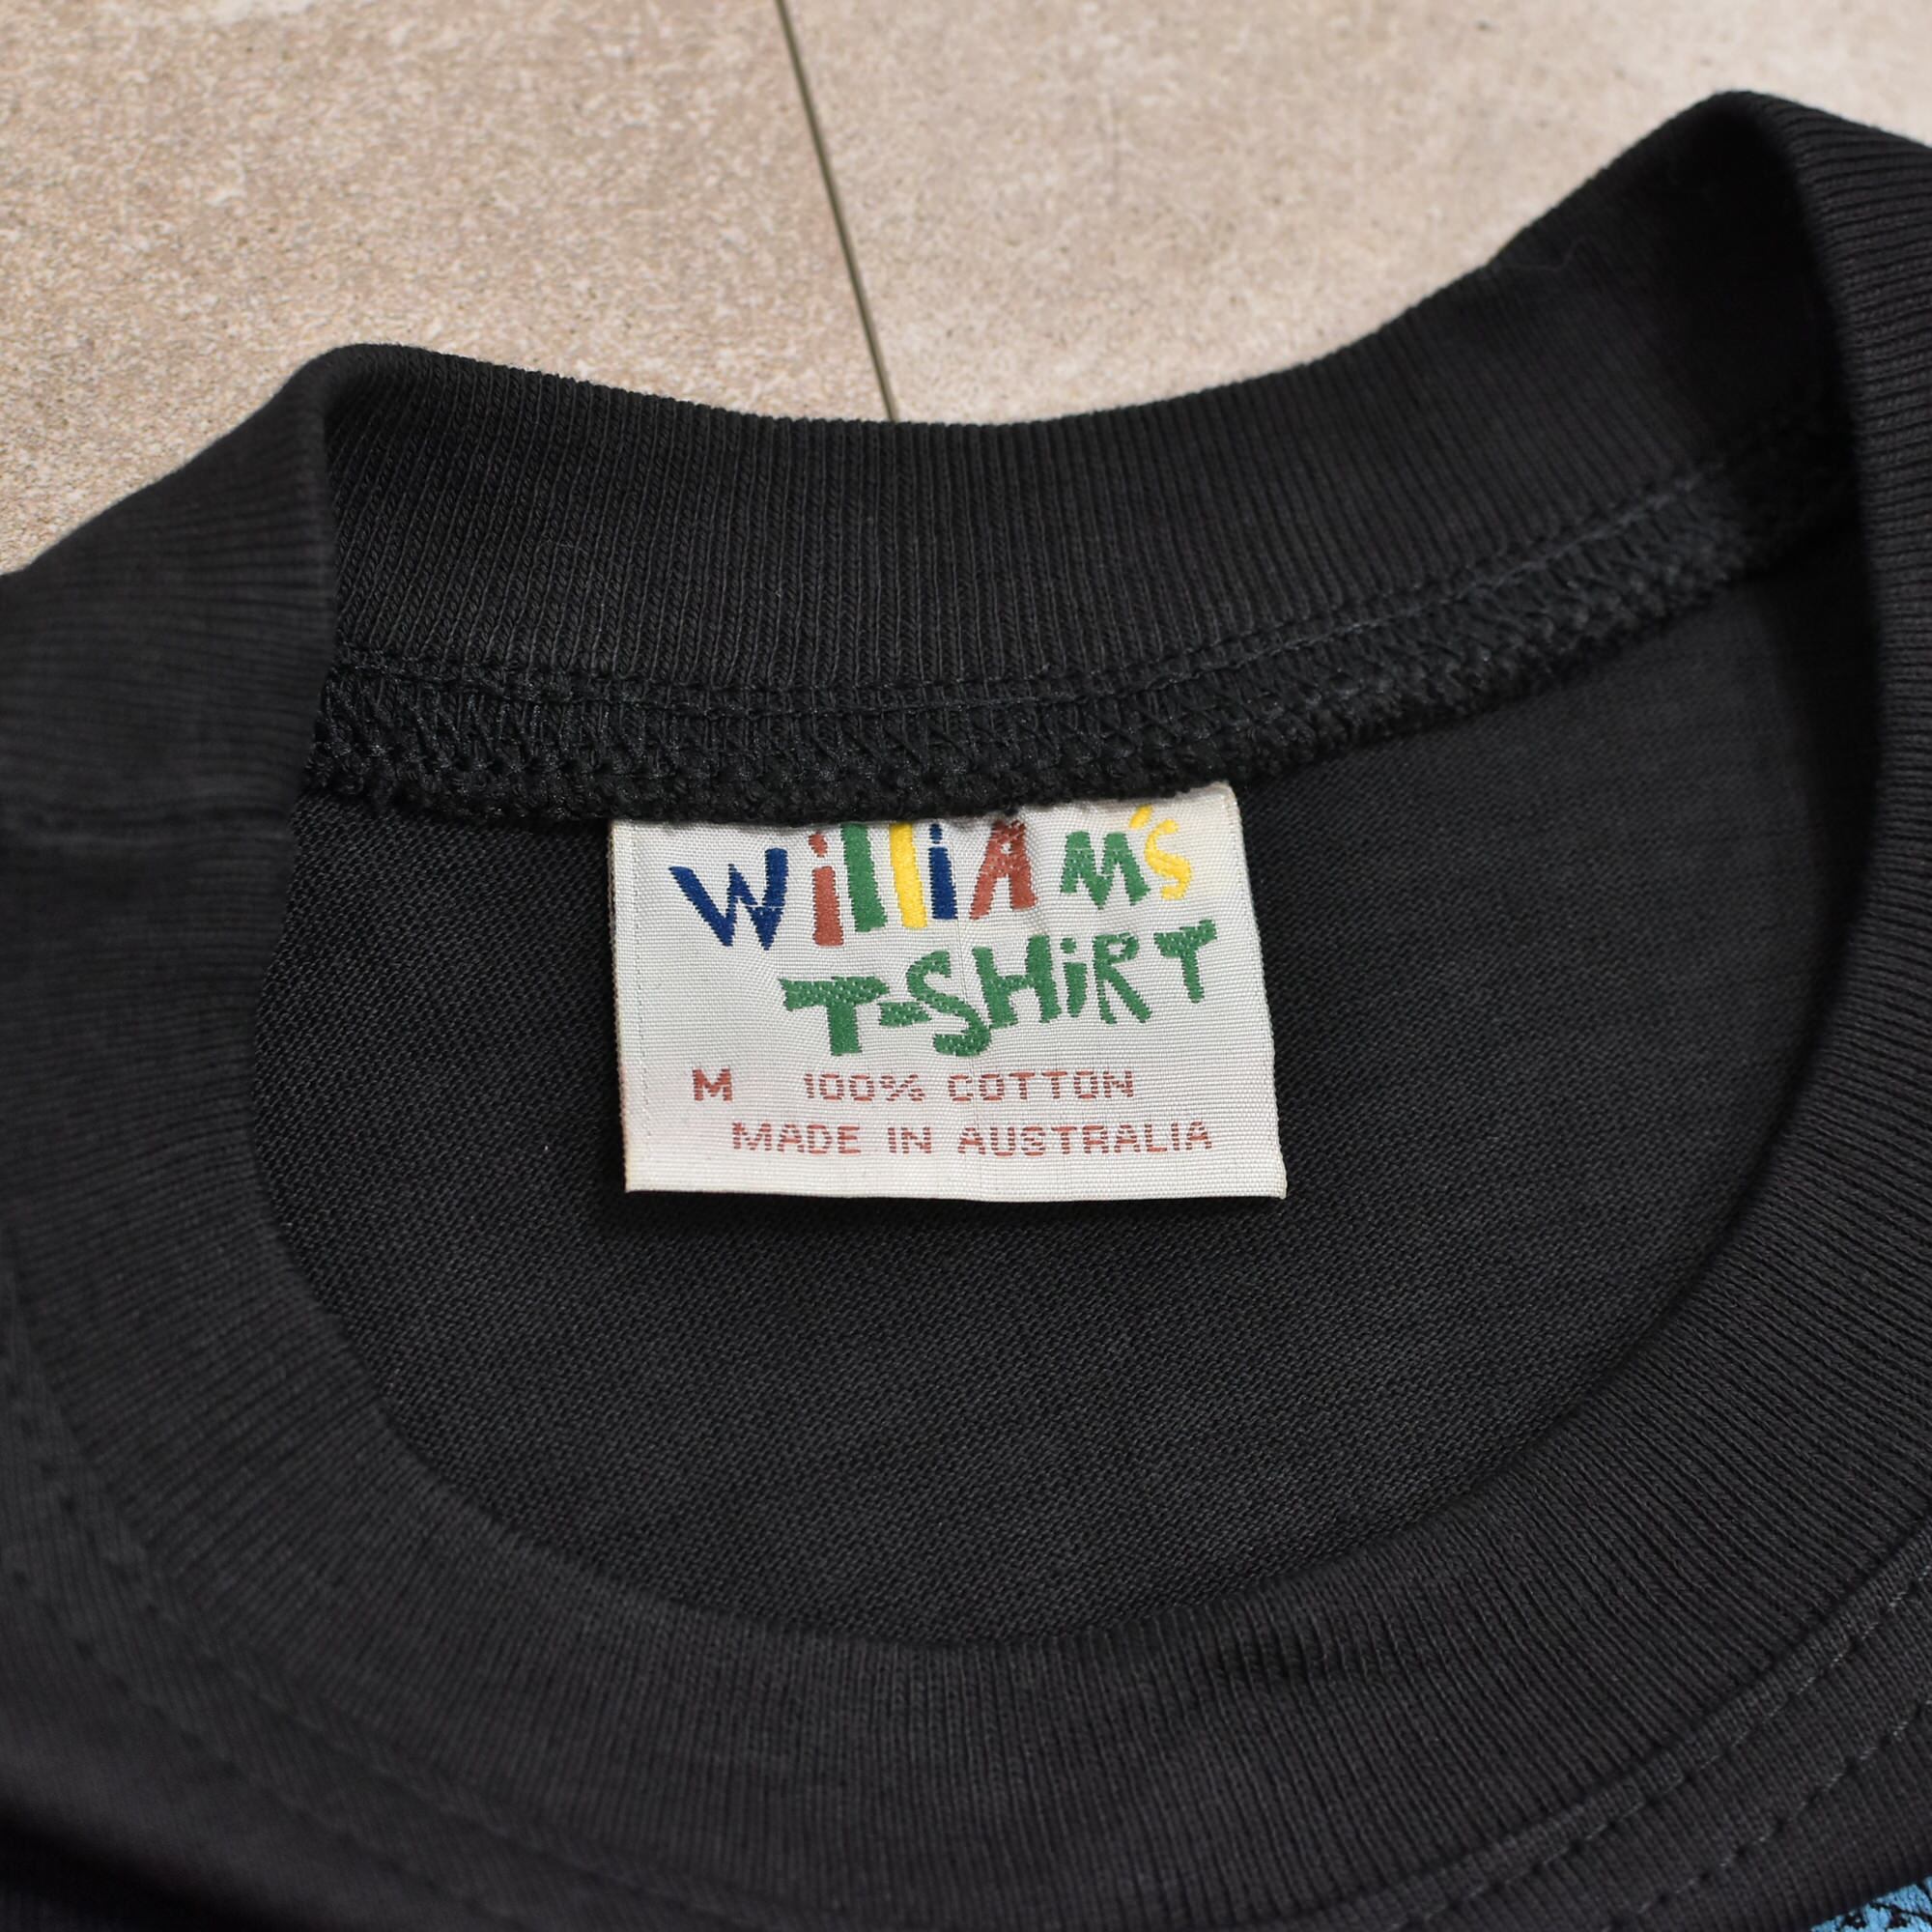 WilliAM'S
T-SHiRT
M 100% COTTON
MADE IN AUSTRALIA